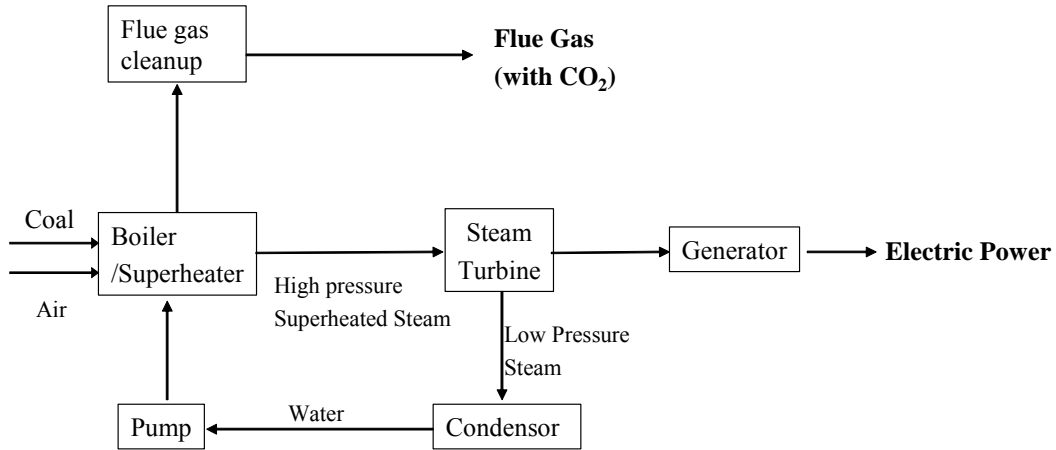 Flue gas
cleanup
Flue Gas
(with CO₂)
Coal
Air
Boiler
/Superheater
High pressure
Superheated Steam
Steam
Turbine
Generator
Electric Power
Low Pressure
Steam
Pump
Water
Condensor